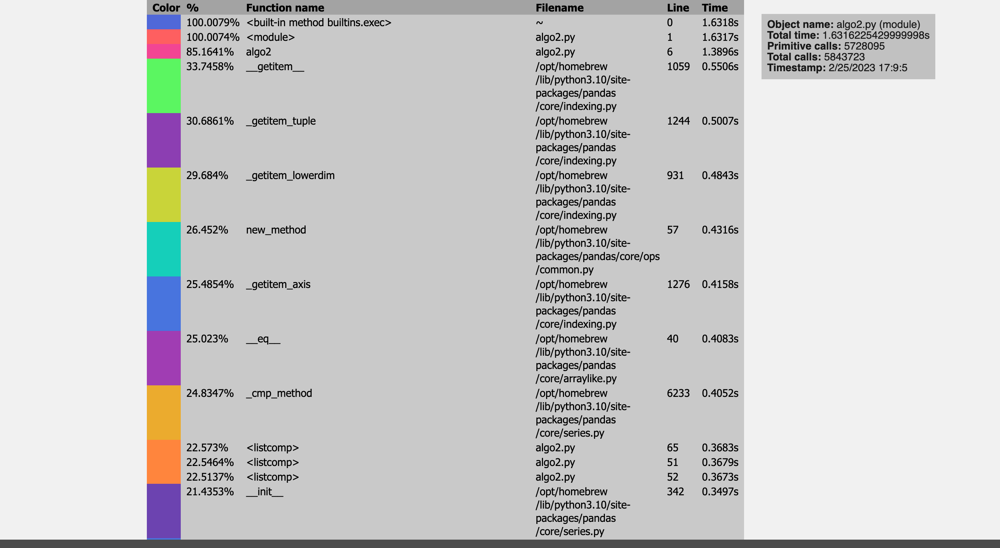 Color % Function name Filename Line Time
100.0079% <built-in method builtins.exec> ~ 0 1.6318s
100.0074% <module> algo2.py 1 1.6317s
85.1641% algo2 algo2.py 6 1.3896s
33.7458% __getitem__ /opt/homebrew 1059 0.5506s
/lib/python3.10/site-
packages/pandas
/core/indexing.py
30.6861% _getitem_tuple /opt/homebrew 1244 0.5007s
/lib/python3.10/site-
packages/pandas
/core/indexing.py
29.684% _getitem_lowerdim /opt/homebrew 931 0.4843s
/lib/python3.10/site-
packages/pandas
/core/indexing.py
26.452% new_method /opt/homebrew 57 0.4316s
/lib/python3.10/site-
packages/pandas/core/ops
/common.py
25.4854% _getitem_axis /opt/homebrew 1276 0.4158s
/lib/python3.10/site-
packages/pandas
/core/indexing.py
25.023% __eq__ /opt/homebrew 40 0.4083s
/lib/python3.10/site-
packages/pandas
/core/arraylike.py
24.8347% _cmp_method /opt/homebrew 6233 0.4052s
/lib/python3.10/site-
packages/pandas
/core/series.py
22.573% <listcomp> algo2.py 65 0.3683s
22.5464% <listcomp> algo2.py 51 0.3679s
22.5137% <listcomp> algo2.py 52 0.3673s
21.4353% __init__ /opt/homebrew 342 0.3497s
/lib/python3.10/site-
packages/pandas
/core/series.py
Object name: algo2.py (module)
Total time: 1.6316225429999998s
Primitive calls: 5728095
Total calls: 5843723
Timestamp: 2/25/2023 17:9:5